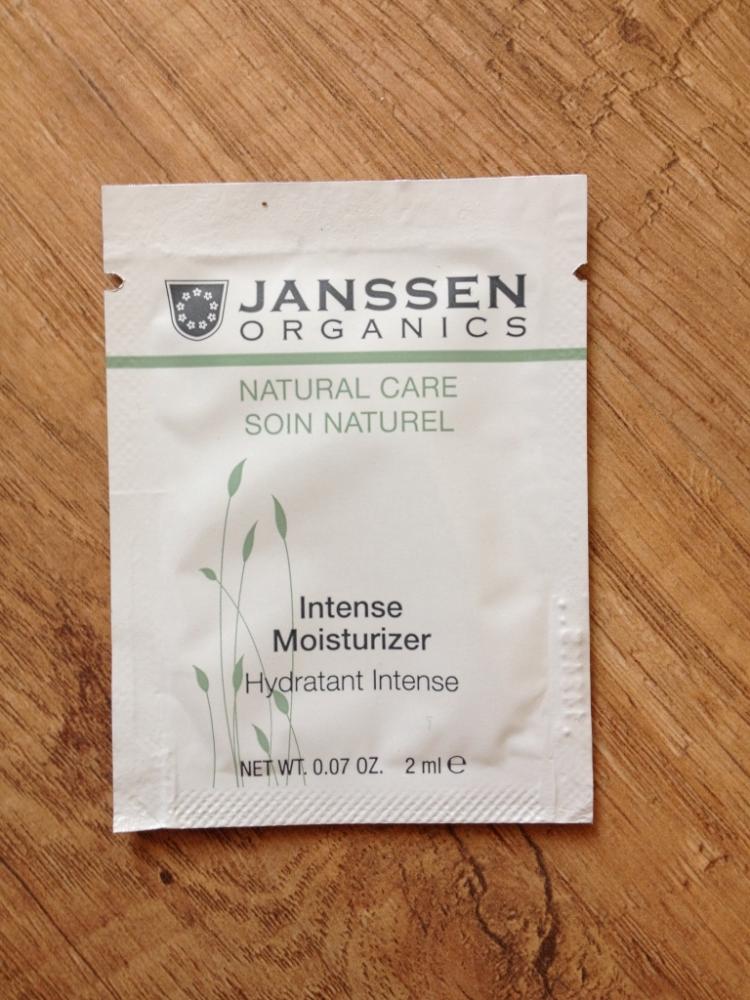 JANSSEN
ORGANICS
NATURAL CARE
SOIN NATUREL
Intense
Moisturizer
Hydratant Intense
NET WT. 0.07 OZ. 2 ml ℮